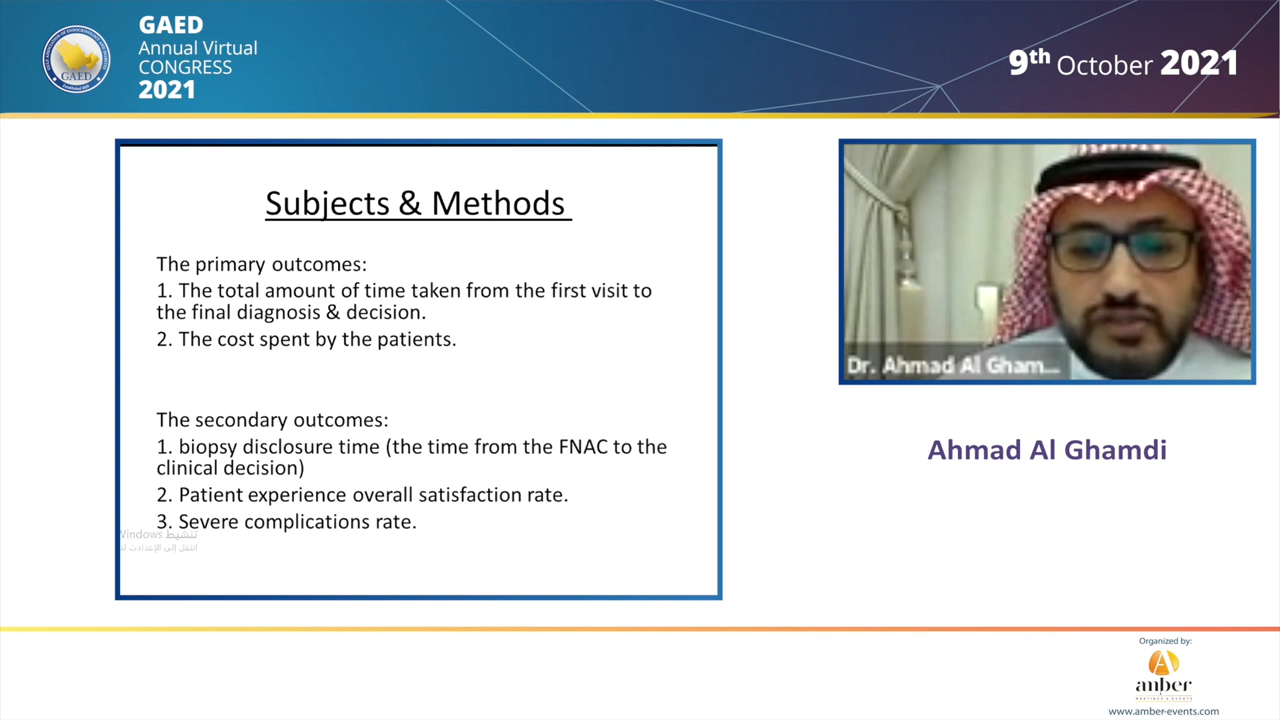 GAED
Annual Virtual
CONGRESS
2021
GAED
9th October 2021
Subjects & Methods
The primary outcomes:
1. The total amount of time taken from the first visit to
the final diagnosis & decision.
2. The cost spent by the patients.
The secondary outcomes:
1. biopsy disclosure time (the time from the FNAC to the
clinical decision)
2. Patient experience overall satisfaction rate.
3. Severe complications rate.
تنشيط Windows
انتقل إلى الإعدادات
Dr. Ahmad Al Gham...
Ahmad Al Ghamdi
Organized by:
anber
www.amber-events.com